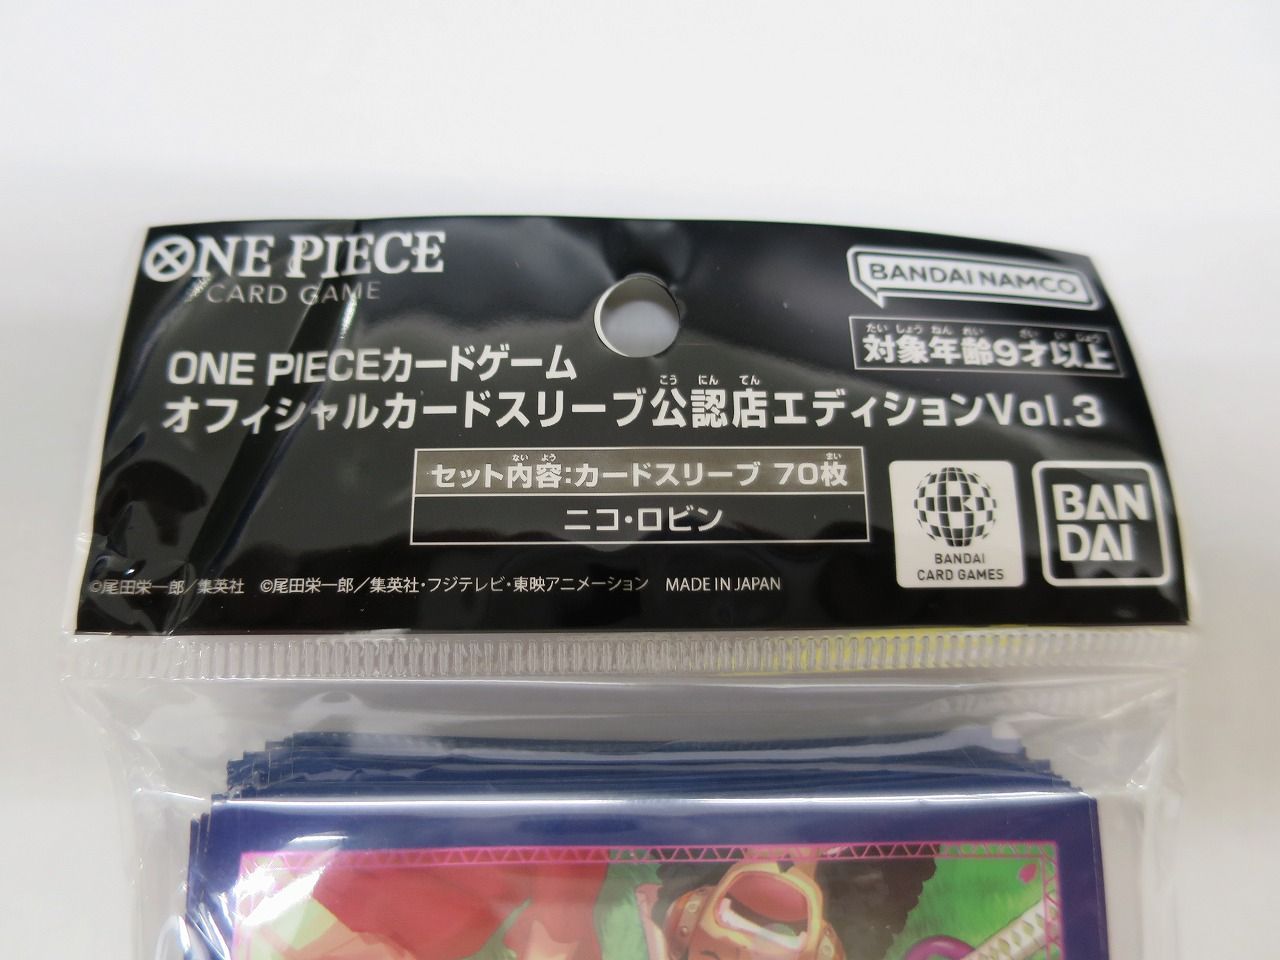 ONE PIECE
CARD GAME
BANDAI NAMCO
たいしょうねんれい さいいじょう
対象年齢9才以上
ONE PIECEカードゲーム
こうにんてん
オフィシャルカードスリーブ公認店エディションVol.3
ないよう まい
セット内容:カードスリーブ 70枚
ニコ・ロビン
BANDAI
CARD GAMES
BAN
DAI
©尾田栄一郎/集英社 ©尾田栄一郎/集英社・フジテレビ・東映アニメーション MADE IN JAPAN